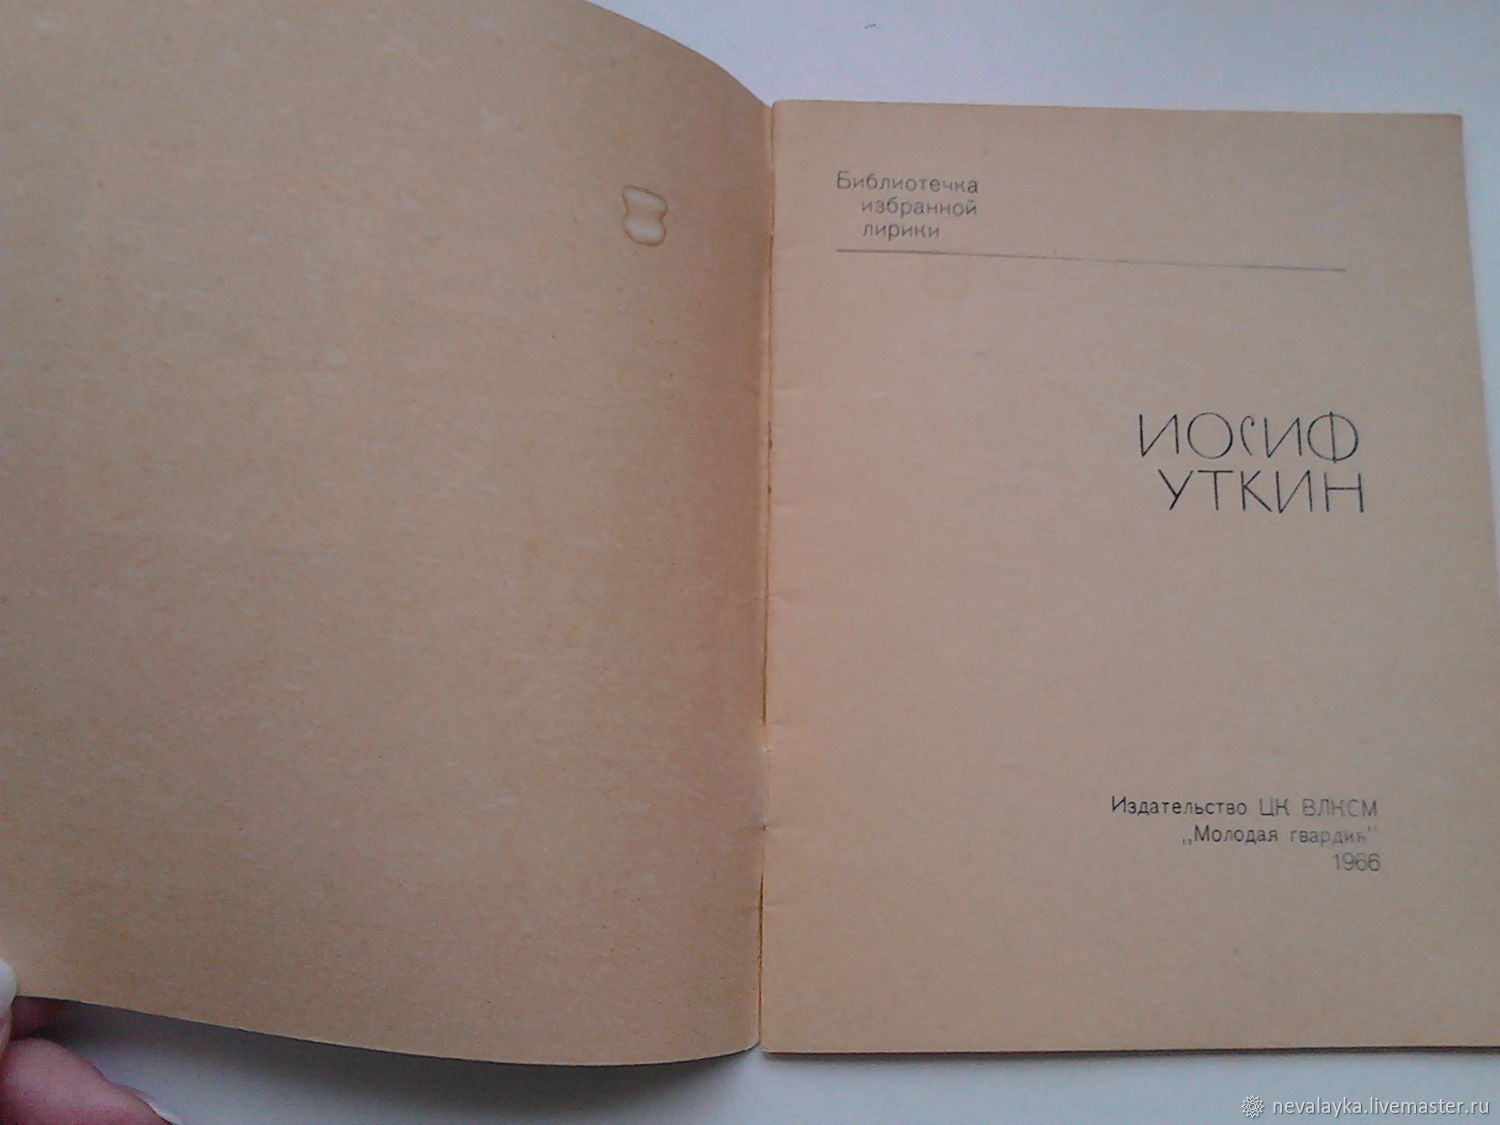 Библиотечка
избранной
лирики
ИОСИФ
УТКИН
Издательство ЦК ВЛКСМ
„Молодая гвардия"
1966
nevalayka.livemaster.ru